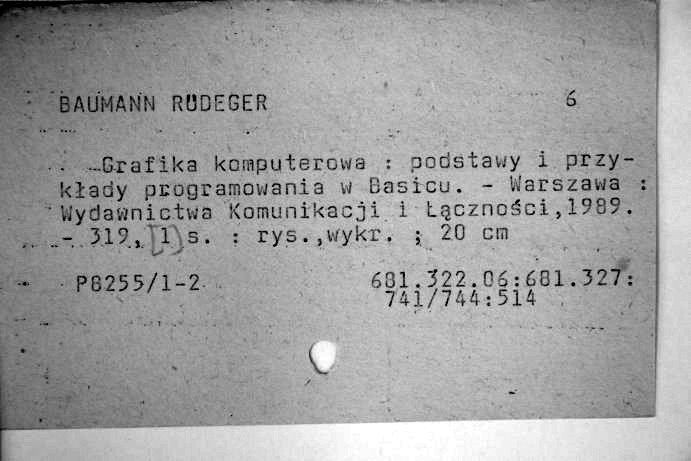 BAUMANN RÜDEGER 6
Grafika komputerowa : podstawy i przy-
kłady programowania w Basicu. - Warszawa :
Wydawnictwa Komunikacji i Łączności,1989.
- 319, [1] s. : rys.,wykr. ; 20 cm
P8255/1-2 681.322.06:681.327:
741/744:514